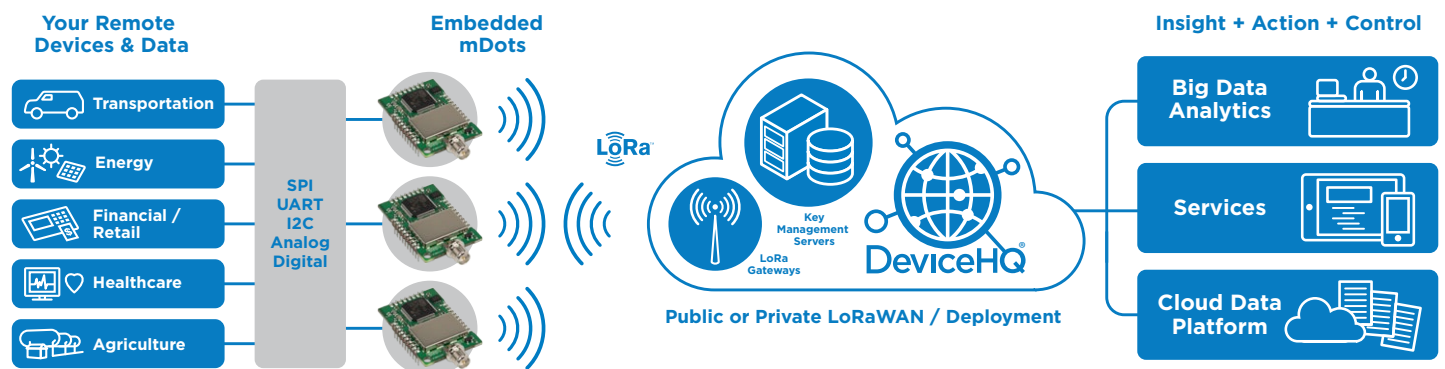 Your Remote
Devices & Data
Transportation
Energy
Financial /
Retail
Healthcare
Agriculture
SPI
UART
I2C
Analog
Digital
Embedded
mDots
LoRa™
LoRa
Gateways
Key
Management
Servers
DeviceHQ®
Public or Private LoRaWAN / Deployment
Insight + Action + Control
Big Data
Analytics
Services
Cloud Data
Platform